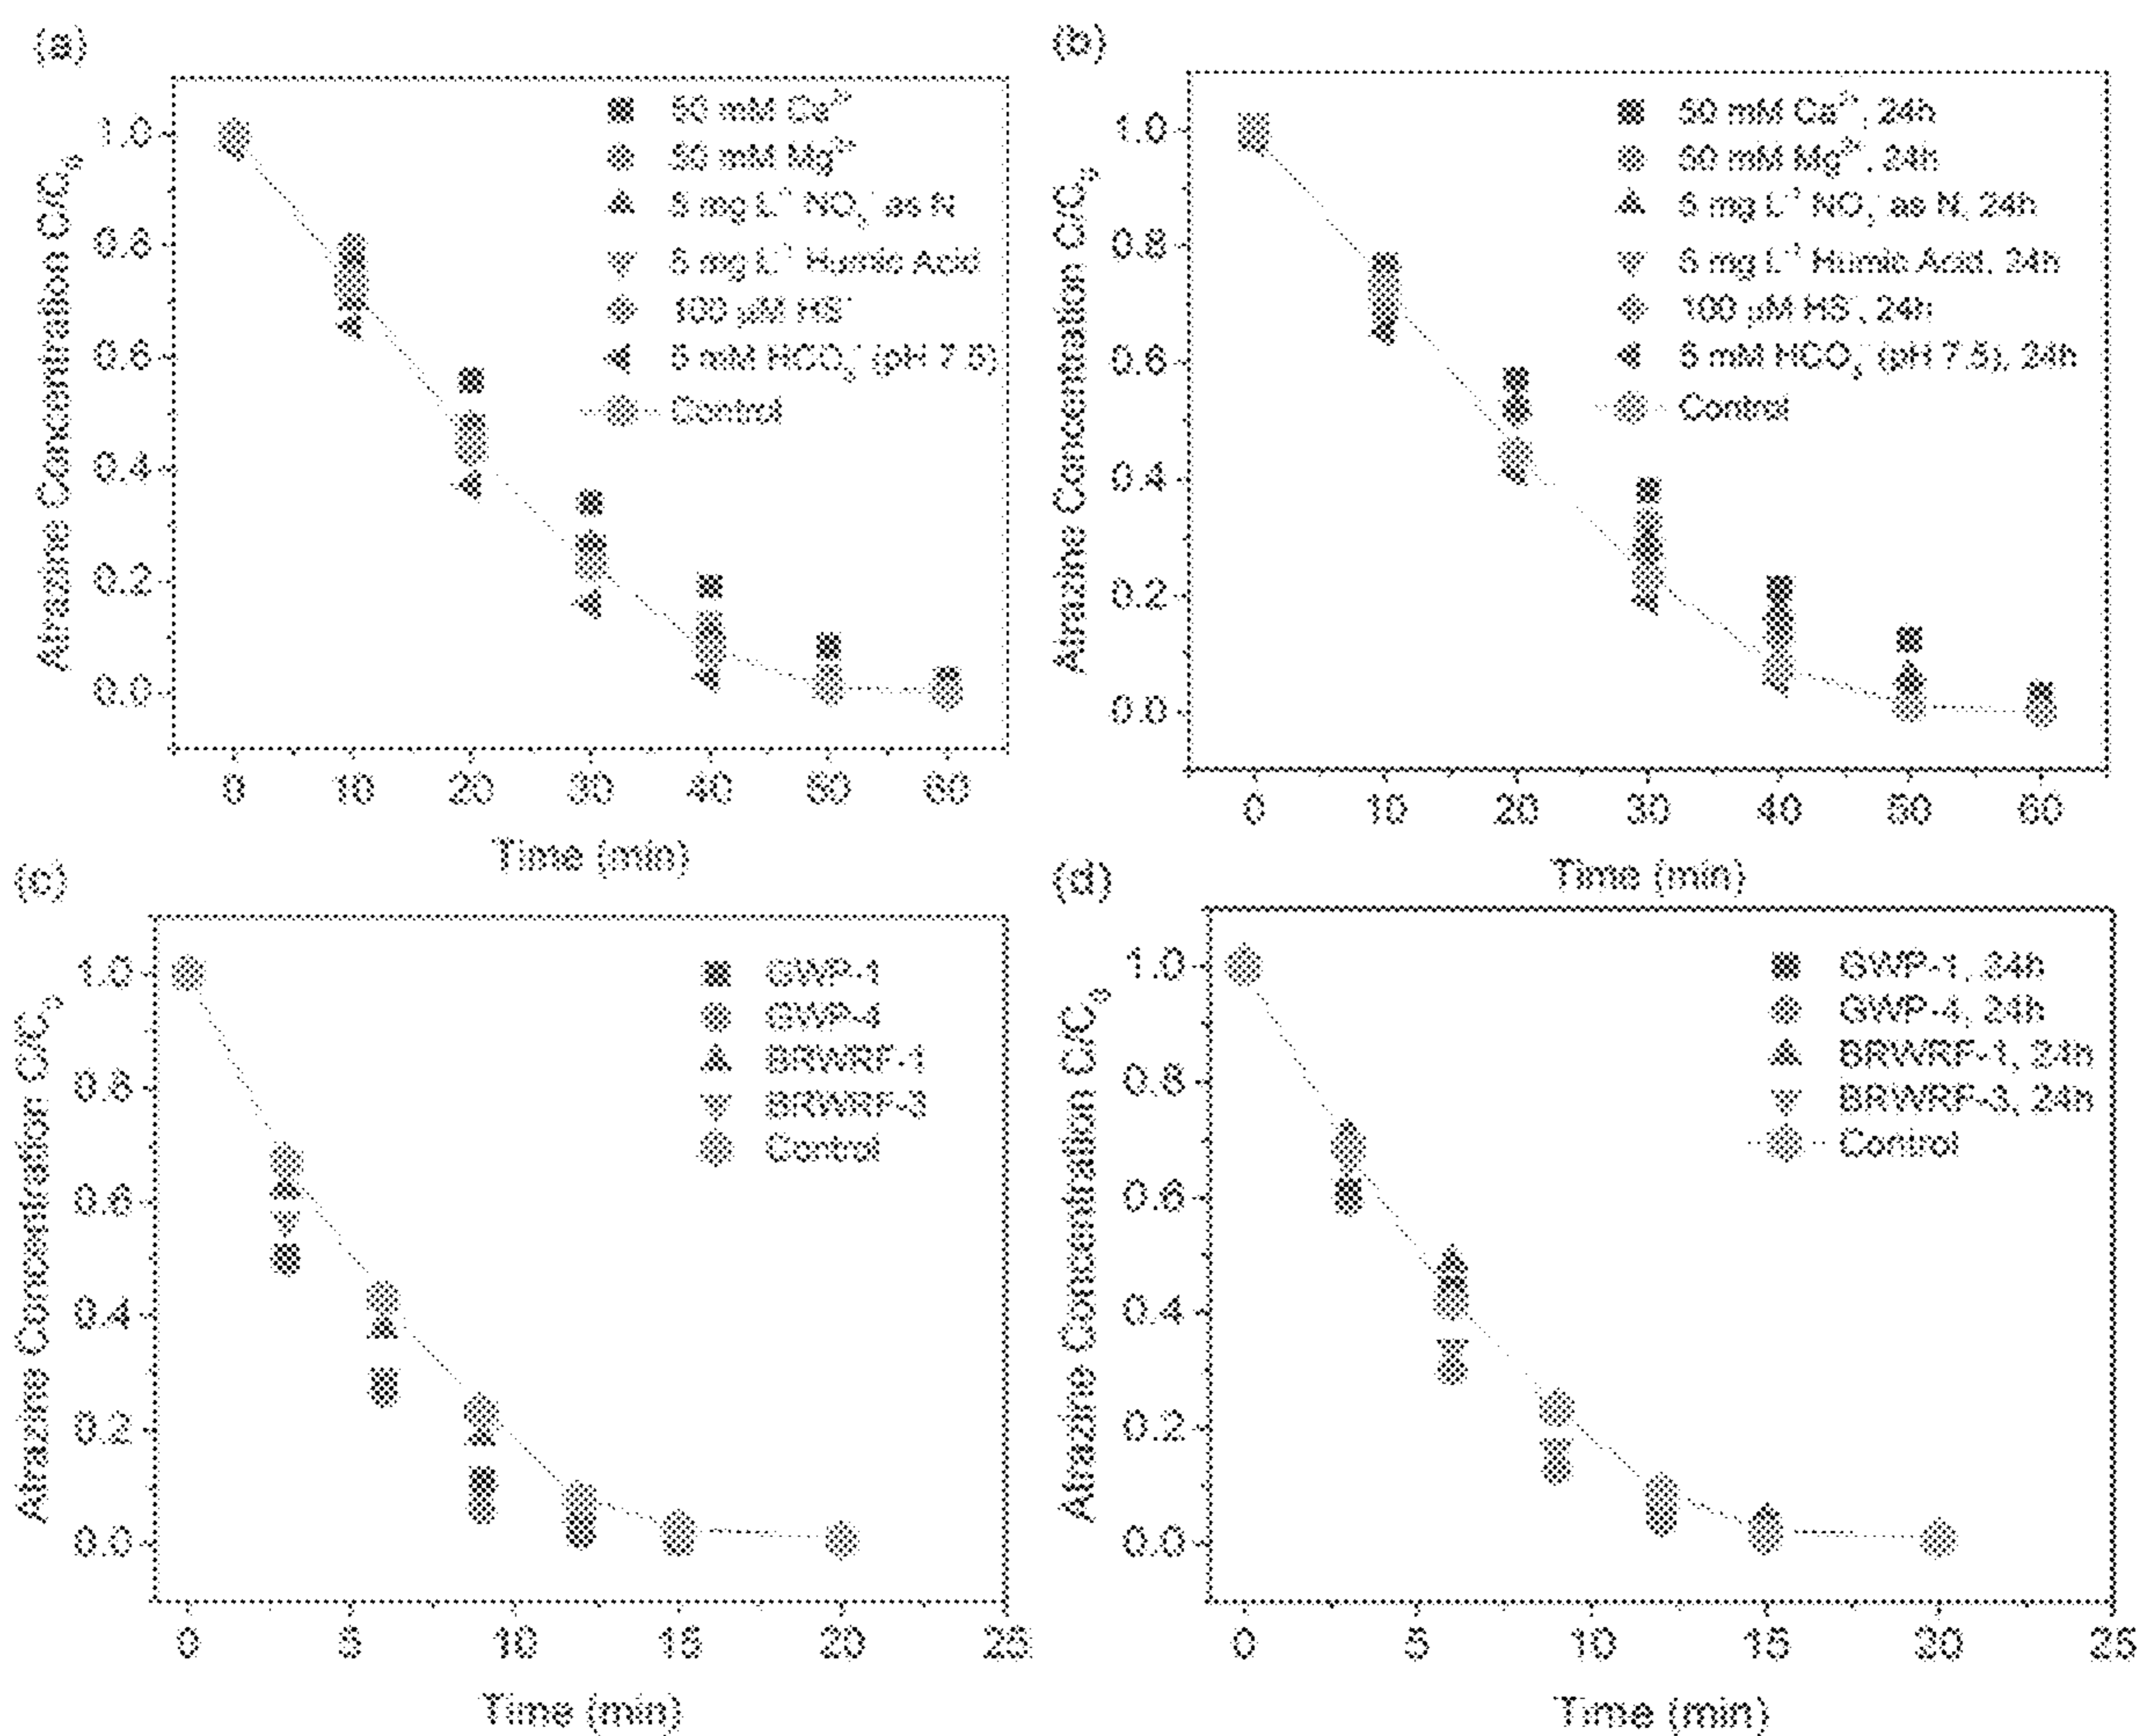 (a)
Atrazine Concentration C/C₀
1.0
0.8
0.6
0.4
0.2
0.0
0 10 20 30 40 50 60
Time (min)
50 mM Ca²⁺
50 mM Mg²⁺
5 mg L⁻¹ NO₃⁻ as N
5 mg L⁻¹ Humic Acid
100 μM HS⁻
5 mM HCO₃⁻ (pH 7.5)
Control
(b)
Atrazine Concentration C/C₀
1.0
0.8
0.6
0.4
0.2
0.0
0 10 20 30 40 50 60
Time (min)
50 mM Ca²⁺, 24h
50 mM Mg²⁺, 24h
5 mg L⁻¹ NO₃⁻ as N, 24h
5 mg L⁻¹ Humic Acid, 24h
100 μM HS⁻, 24h
5 mM HCO₃⁻ (pH 7.5), 24h
Control
(c)
Atrazine Concentration C/C₀
1.0
0.8
0.6
0.4
0.2
0.0
0 5 10 15 20 25
Time (min)
GWP-1
GWP-4
BRWRF-1
BRWRF-3
Control
(d)
Atrazine Concentration C/C₀
1.0
0.8
0.6
0.4
0.2
0.0
0 5 10 15 20 25
Time (min)
GWP-1, 24h
GWP-4, 24h
BRWRF-1, 24h
BRWRF-3, 24h
Control